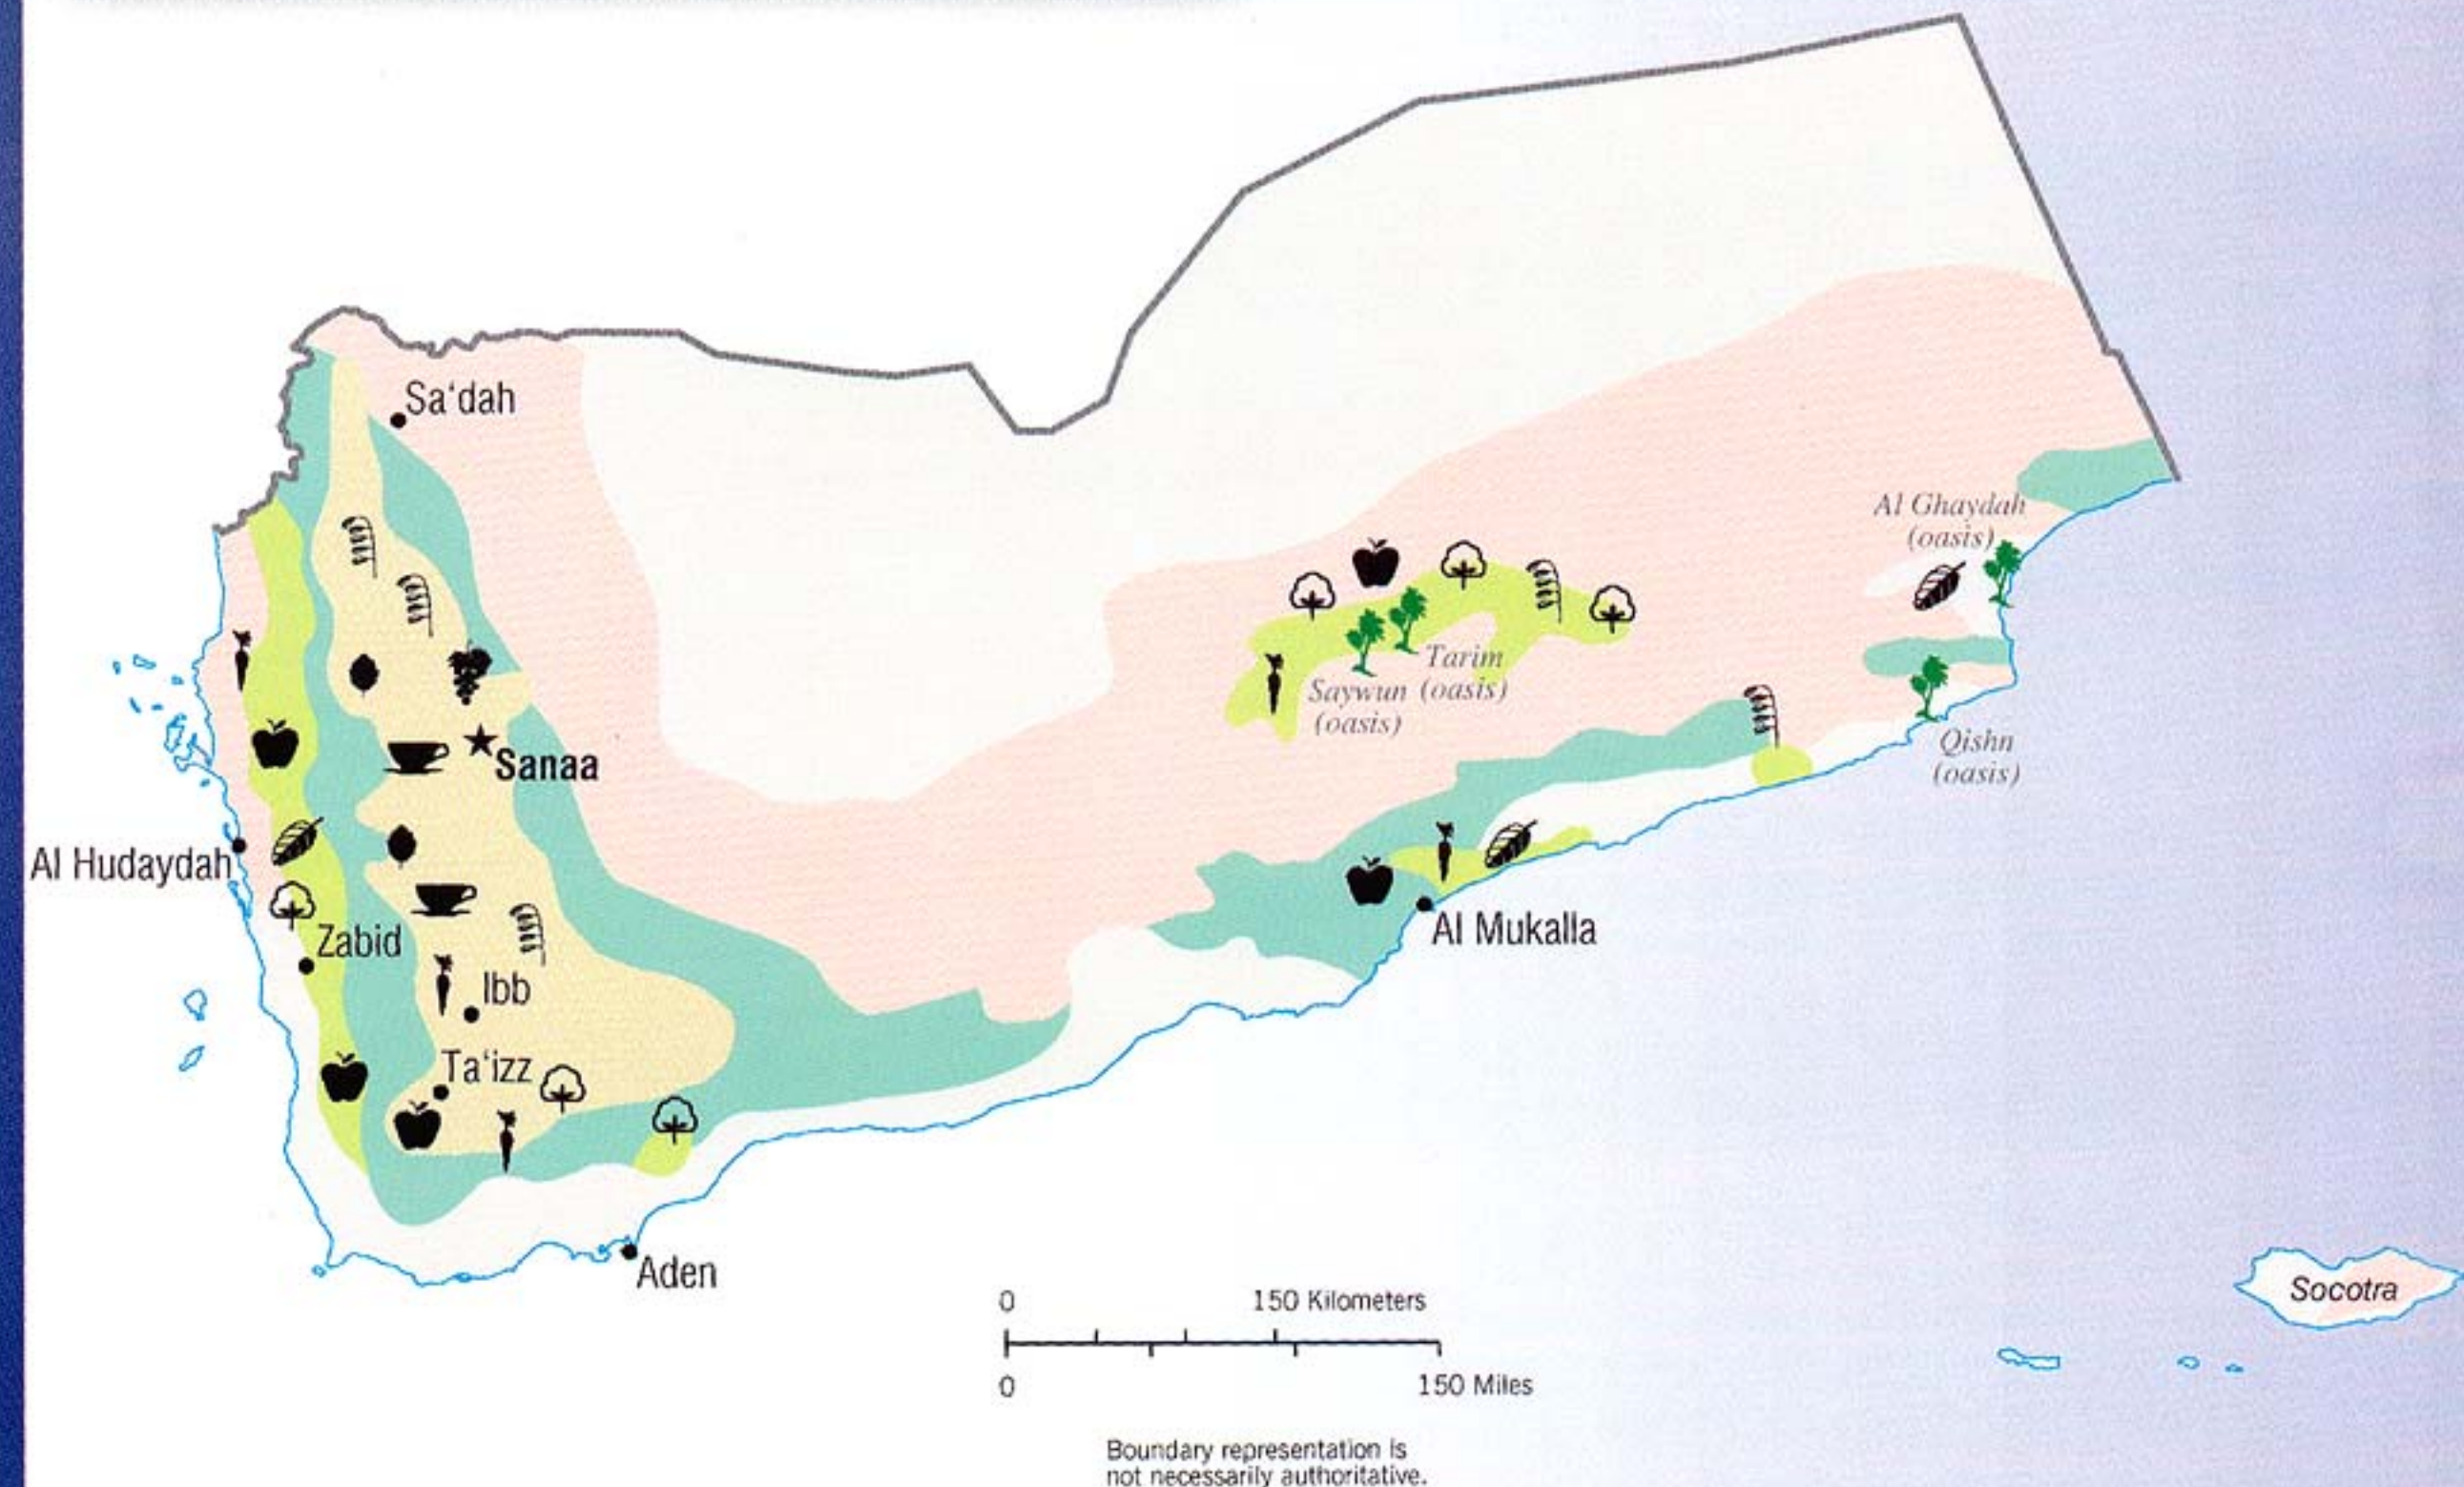 Sa‘dah
Al Ghaydah
(oasis)
Tarim
(oasis)
Saywun
(oasis)
Sanaa
Qishn
(oasis)
Al Hudaydah
Zabid
Al Mukalla
Ibb
Ta‘izz
Aden
Socotra
0 150 Kilometers
0 150 Miles
Boundary representation is
not necessarily authoritative.